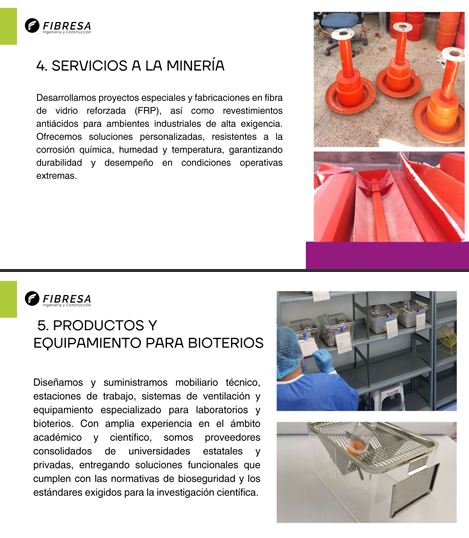 FIBRESA
Ingeniería y Construcción
4. SERVICIOS A LA MINERÍA
Desarrollamos proyectos especiales y fabricaciones en fibra
de vidrio reforzada (FRP), así como revestimientos
antiácidos para ambientes industriales de alta exigencia.
Ofrecemos soluciones personalizadas, resistentes a la
corrosión química, humedad y temperatura, garantizando
durabilidad y desempeño en condiciones operativas
extremas.
FIBRESA
Ingeniería y Construcción
5. PRODUCTOS Y
EQUIPAMIENTO PARA BIOTERIOS
Diseñamos y suministramos mobiliario técnico,
estaciones de trabajo, sistemas de ventilación y
equipamiento especializado para laboratorios y
bioterios. Con amplia experiencia en el ámbito
académico y científico, somos proveedores
consolidados de universidades estatales y
privadas, entregando soluciones funcionales que
cumplen con las normativas de bioseguridad y los
estándares exigidos para la investigación científica.